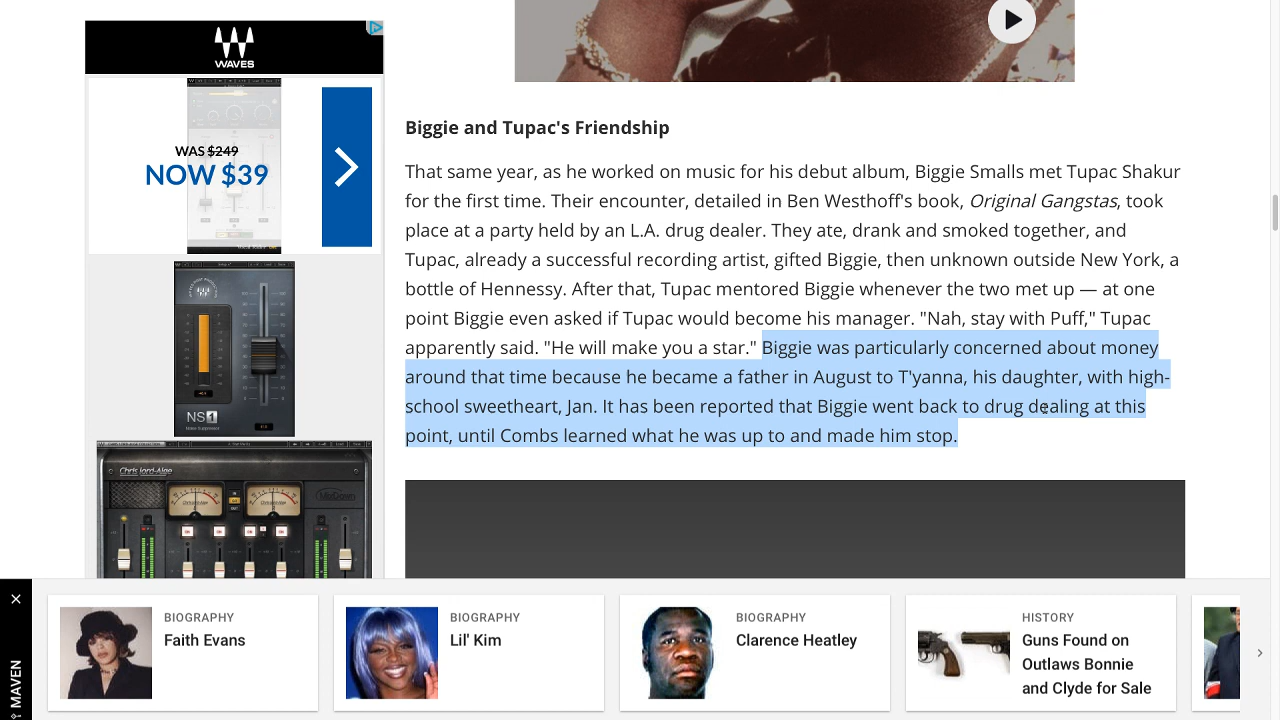 WAVES
WAS $249
NOW $39
NS1
Noise Suppressor
Chris Lord-Alge
Biggie and Tupac's Friendship
That same year, as he worked on music for his debut album, Biggie Smalls met Tupac Shakur
for the first time. Their encounter, detailed in Ben Westhoff's book, Original Gangstas, took
place at a party held by an L.A. drug dealer. They ate, drank and smoked together, and
Tupac, already a successful recording artist, gifted Biggie, then unknown outside New York, a
bottle of Hennessy. After that, Tupac mentored Biggie whenever the two met up — at one
point Biggie even asked if Tupac would become his manager. "Nah, stay with Puff," Tupac
apparently said. "He will make you a star." Biggie was particularly concerned about money
around that time because he became a father in August to T'yanna, his daughter, with high-
school sweetheart, Jan. It has been reported that Biggie went back to drug dealing at this
point, until Combs learned what he was up to and made him stop.
MAVEN
BIOGRAPHY
Faith Evans
BIOGRAPHY
Lil' Kim
BIOGRAPHY
Clarence Heatley
HISTORY
Guns Found on
Outlaws Bonnie
and Clyde for Sale